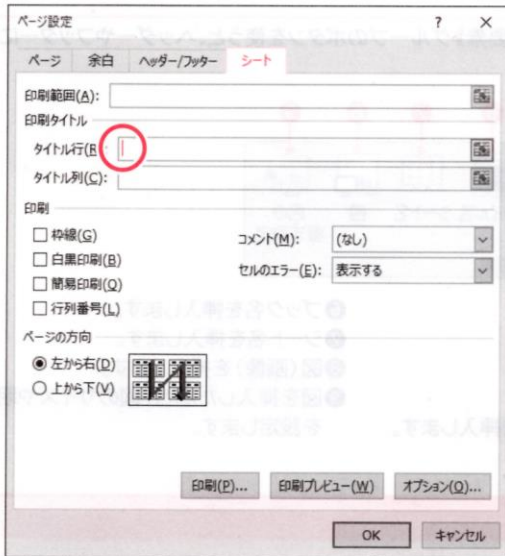 ページ設定 ? ×
ページ 余白 ヘッダー/フッター シート
印刷範囲(A):
印刷タイトル
タイトル行(R :
タイトル列(C):
印刷
枠線(G) コメント(M): (なし)
白黒印刷(B) セルのエラー(E): 表示する
簡易印刷(Q)
行列番号(L)
ページの方向
左から右(D)
上から下(V)
印刷(P)... 印刷プレビュー(W) オプション(O)...
OK キャンセル